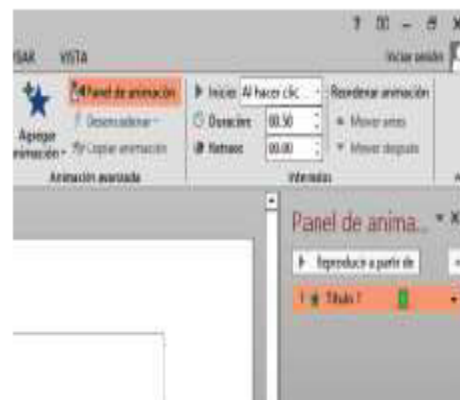 ? - X
VISTA
Iniciar sesión
Agregar
animación
Panel de animación
Desencadenar
Copiar animación
Animación avanzada
Inicio: Al hacer clic
Duración: 00.50
Retraso: 00.00
Intervalos
Reordenar animación
Mover antes
Mover después
Panel de anima... X
Reproducir a partir de
1 Título 1